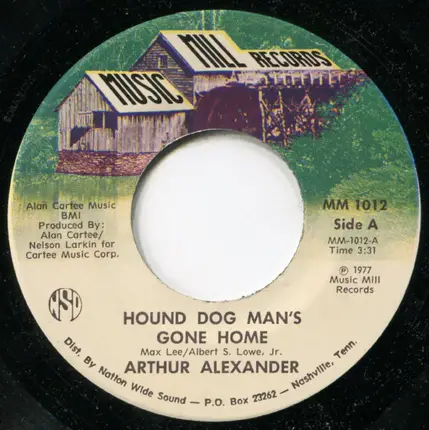 MUSIC MILL RECORDS
Alan Cartee Music
BMI
Produced By:
Alan Cartee/
Nelson Larkin for
Cartee Music Corp.
MM 1012
Side A
MM-1012-A
Time 3:31
℗ 1977
Music Mill
Records
NSD
HOUND DOG MAN'S
GONE HOME
Max Lee/Albert S. Lowe, Jr.
ARTHUR ALEXANDER
Dist. By Nation Wide Sound — P.O. Box 23262 — Nashville, Tenn.